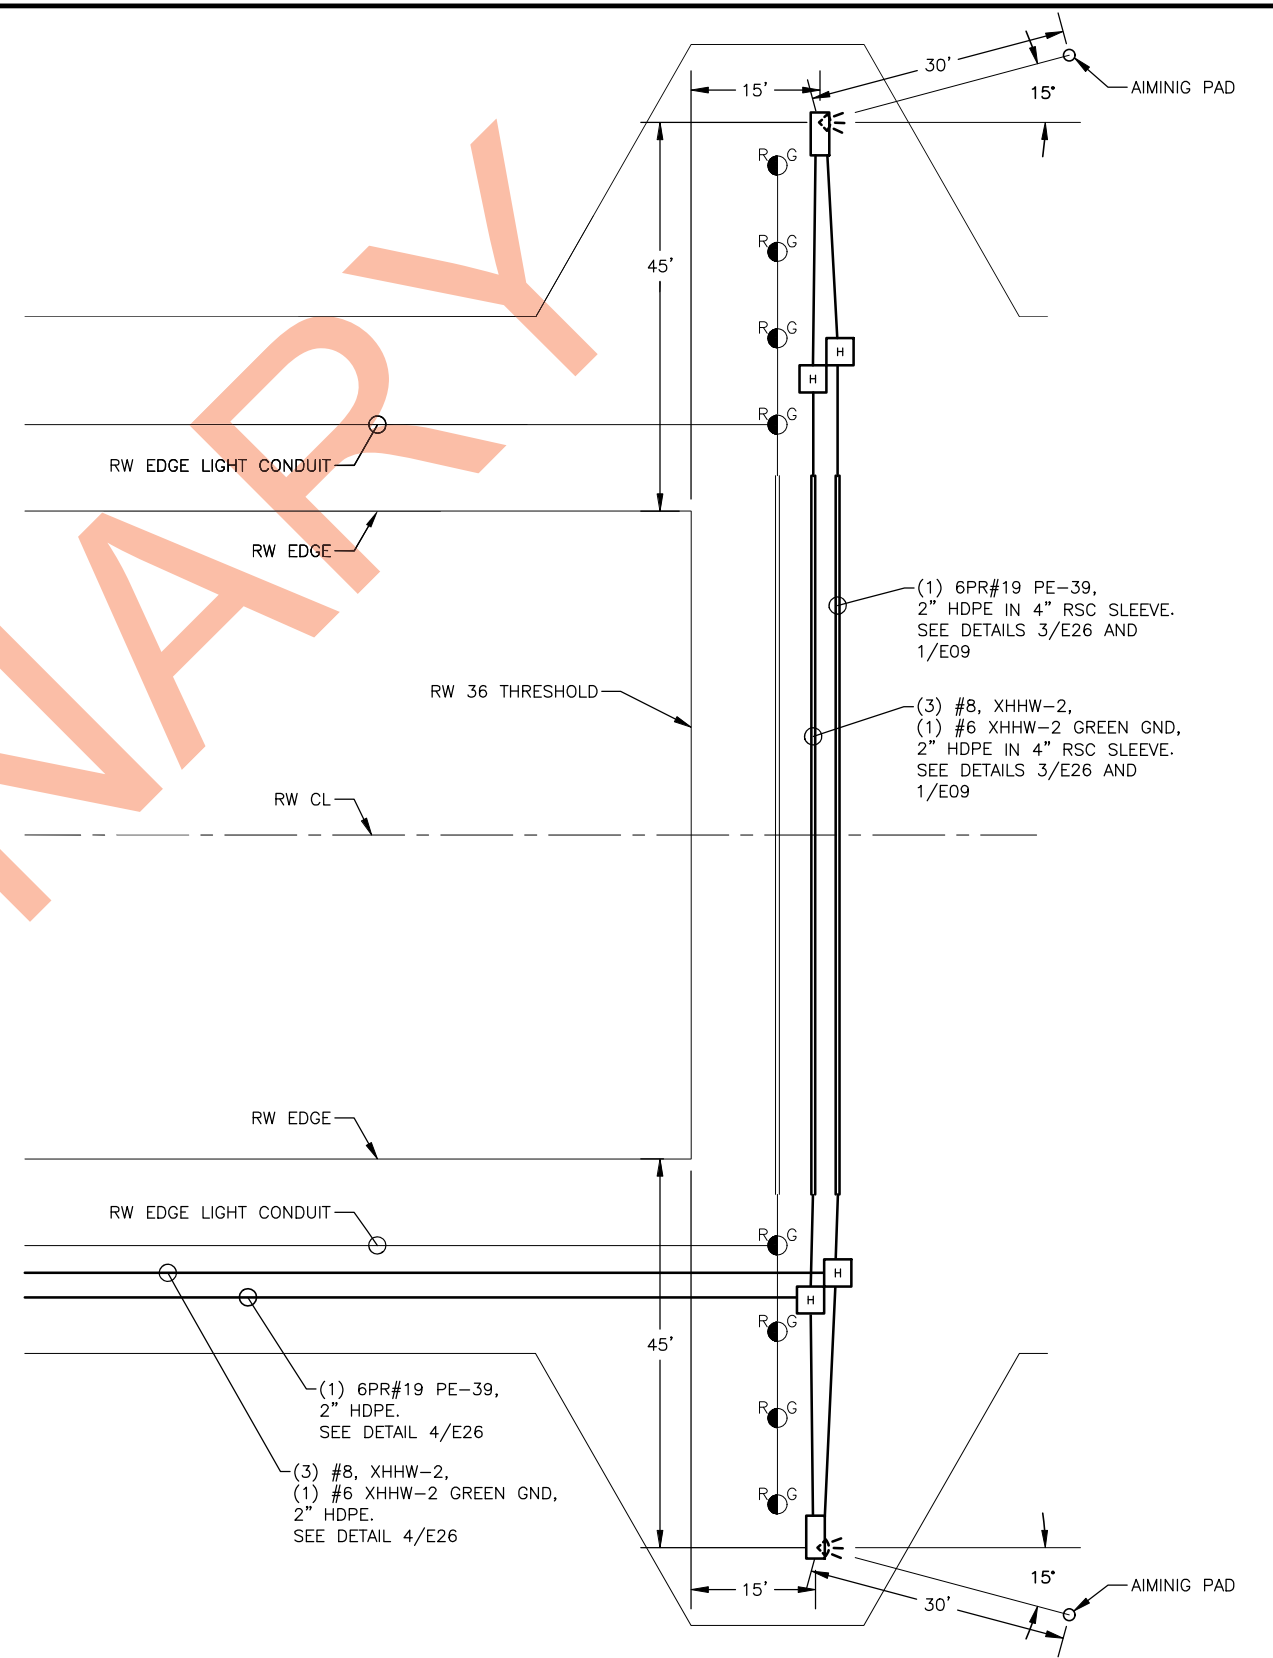 30'
15'
AIMINIG PAD
15°
R G
R G
45'
R G
H
H
R G
RW EDGE LIGHT CONDUIT
RW EDGE
(1) 6PR#19 PE-39,
2" HDPE IN 4" RSC SLEEVE.
SEE DETAILS 3/E26 AND
1/E09
RW 36 THRESHOLD
(3) #8, XHHW-2,
(1) #6 XHHW-2 GREEN GND,
2" HDPE IN 4" RSC SLEEVE.
SEE DETAILS 3/E26 AND
1/E09
RW CL
NARY
RW EDGE
RW EDGE LIGHT CONDUIT
R G
H
H
R G
45'
(1) 6PR#19 PE-39,
2" HDPE.
SEE DETAIL 4/E26
R G
(3) #8, XHHW-2,
(1) #6 XHHW-2 GREEN GND,
2" HDPE.
SEE DETAIL 4/E26
R G
15°
15'
30'
AIMINIG PAD